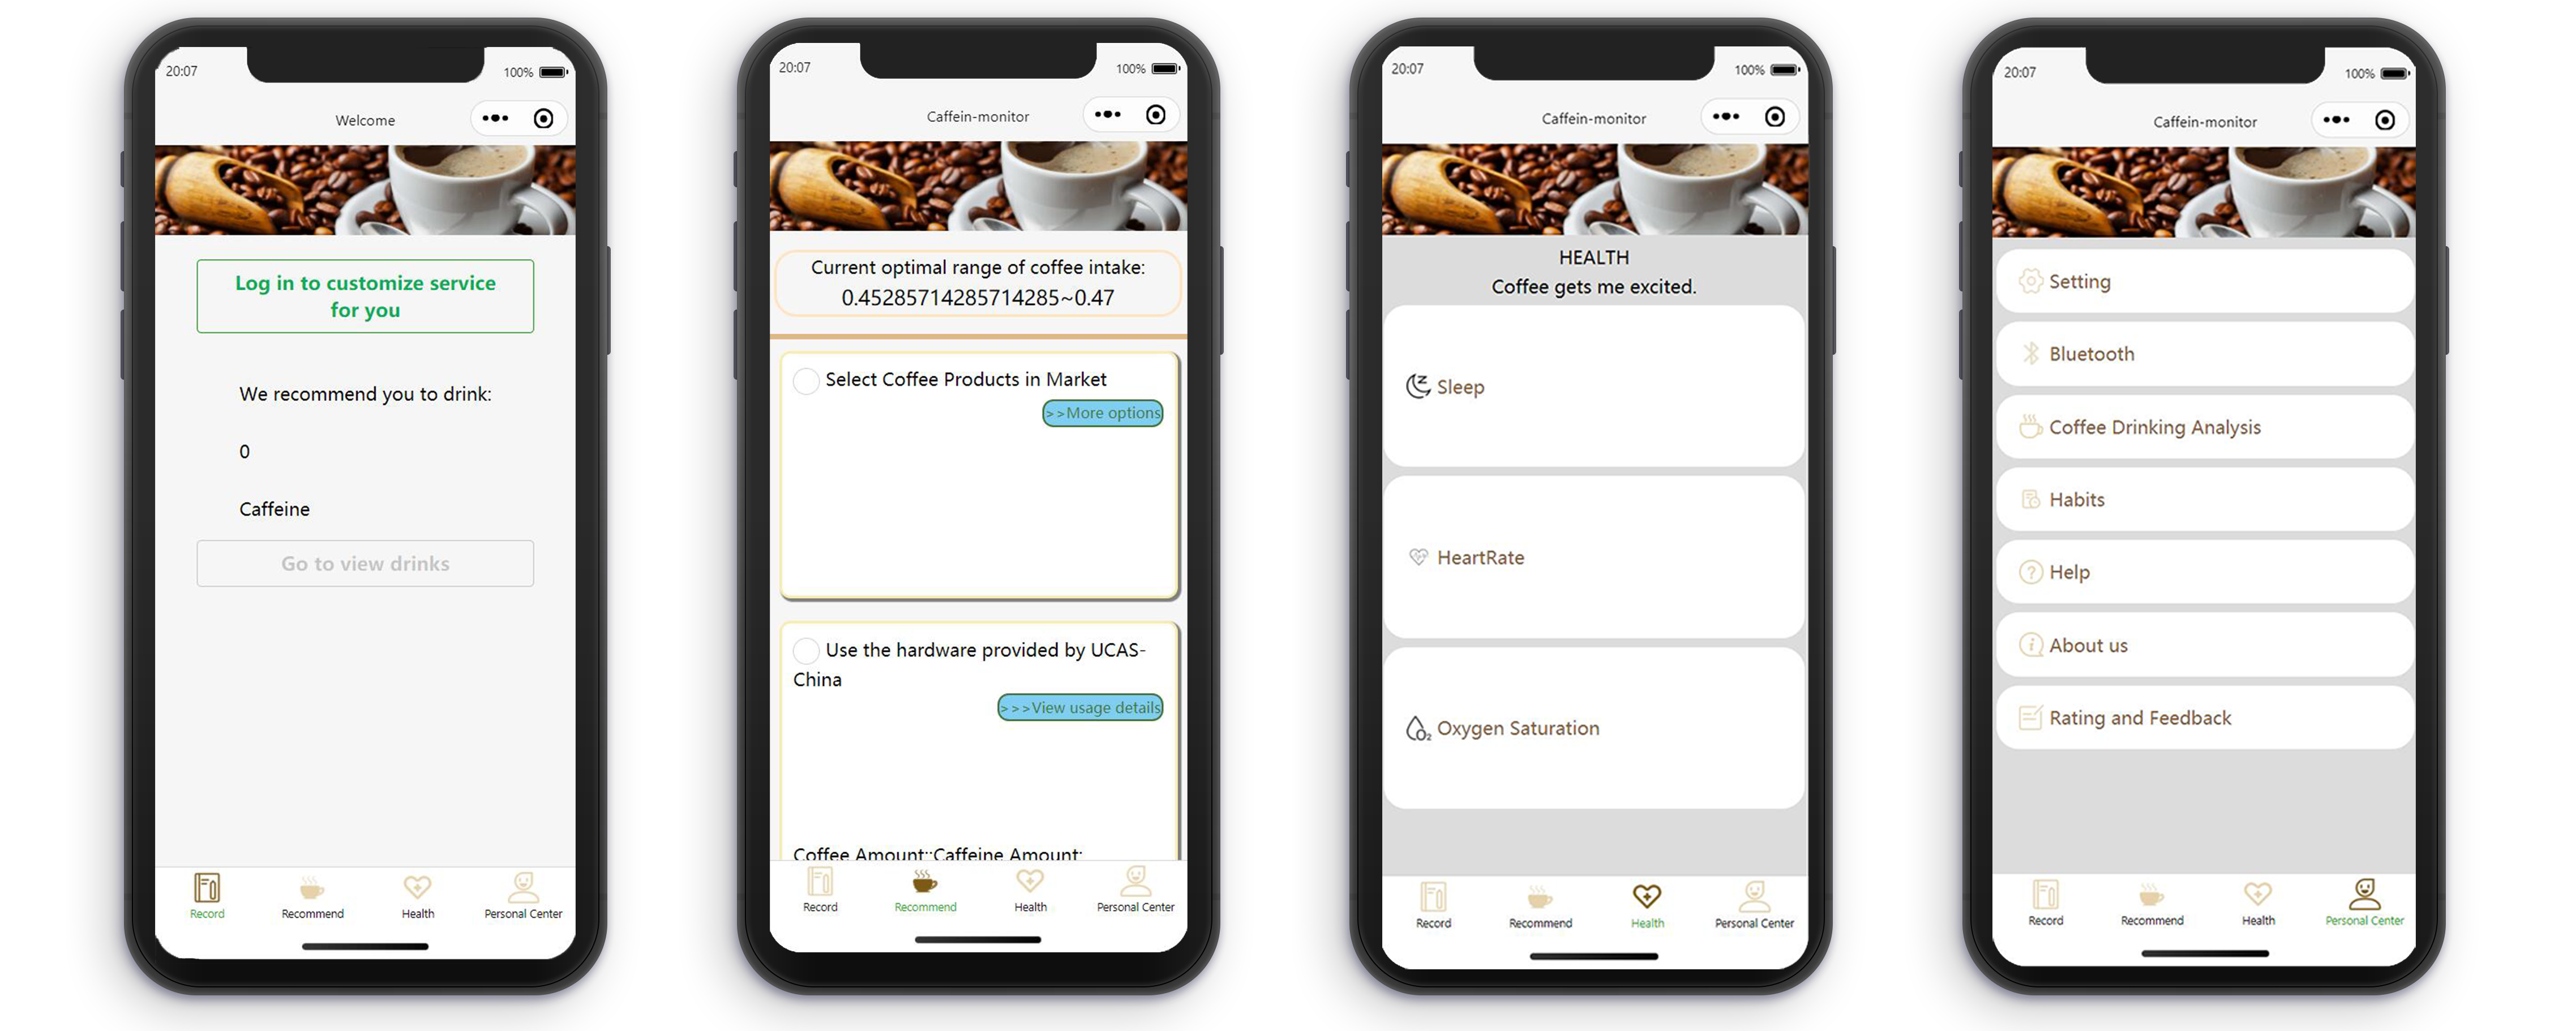 20:07
100%
Welcome
Log in to customize service
for you
We recommend you to drink:
0
Caffeine
Go to view drinks
Record
Recommend
Health
Personal Center
20:07
100%
Caffein-monitor
Current optimal range of coffee intake:
0.45285714285714285~0.47
Select Coffee Products in Market
>>More options
Use the hardware provided by UCAS-
China
>>>View usage details
Coffee Amount::Caffeine Amount:
Record
Recommend
Health
Personal Center
20:07
100%
Caffein-monitor
HEALTH
Coffee gets me excited.
Sleep
HeartRate
O₂ Oxygen Saturation
Record
Recommend
Health
Personal Center
20:07
100%
Caffein-monitor
Setting
Bluetooth
Coffee Drinking Analysis
Habits
Help
About us
Rating and Feedback
Record
Recommend
Health
Personal Center